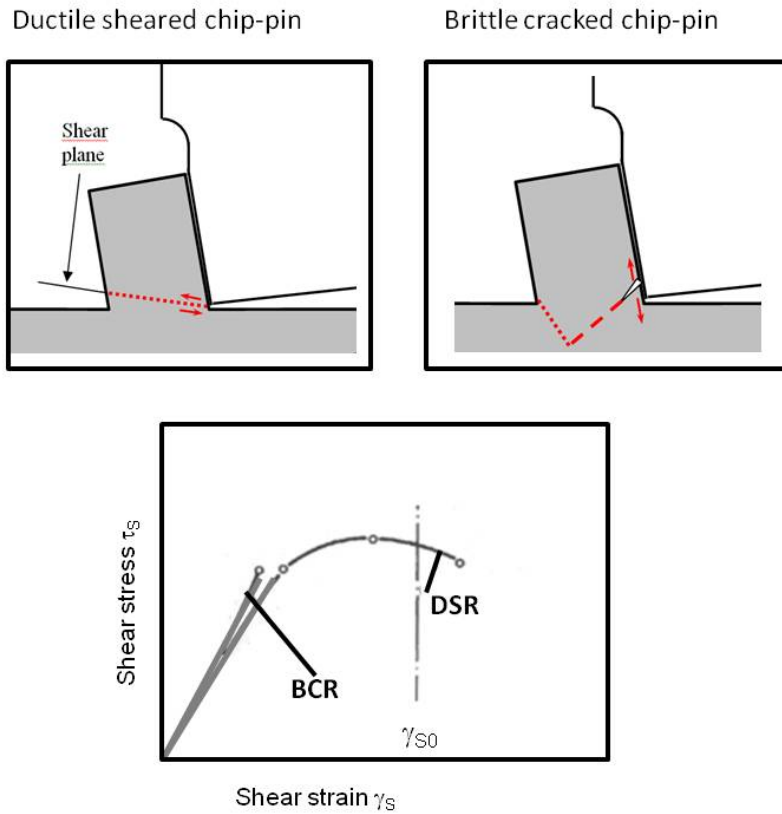 Ductile sheared chip-pin
Brittle cracked chip-pin
Shear
plane
Shear stress τS
BCR
DSR
γS0
Shear strain γS